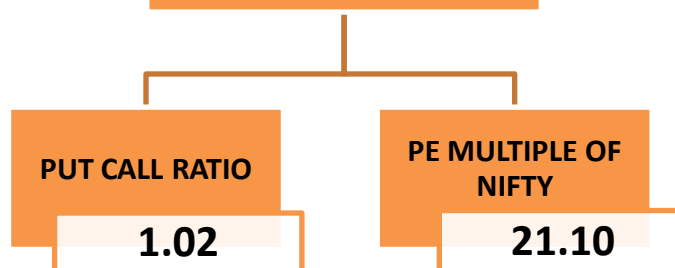 PUT CALL RATIO
1.02
PE MULTIPLE OF
NIFTY
21.10